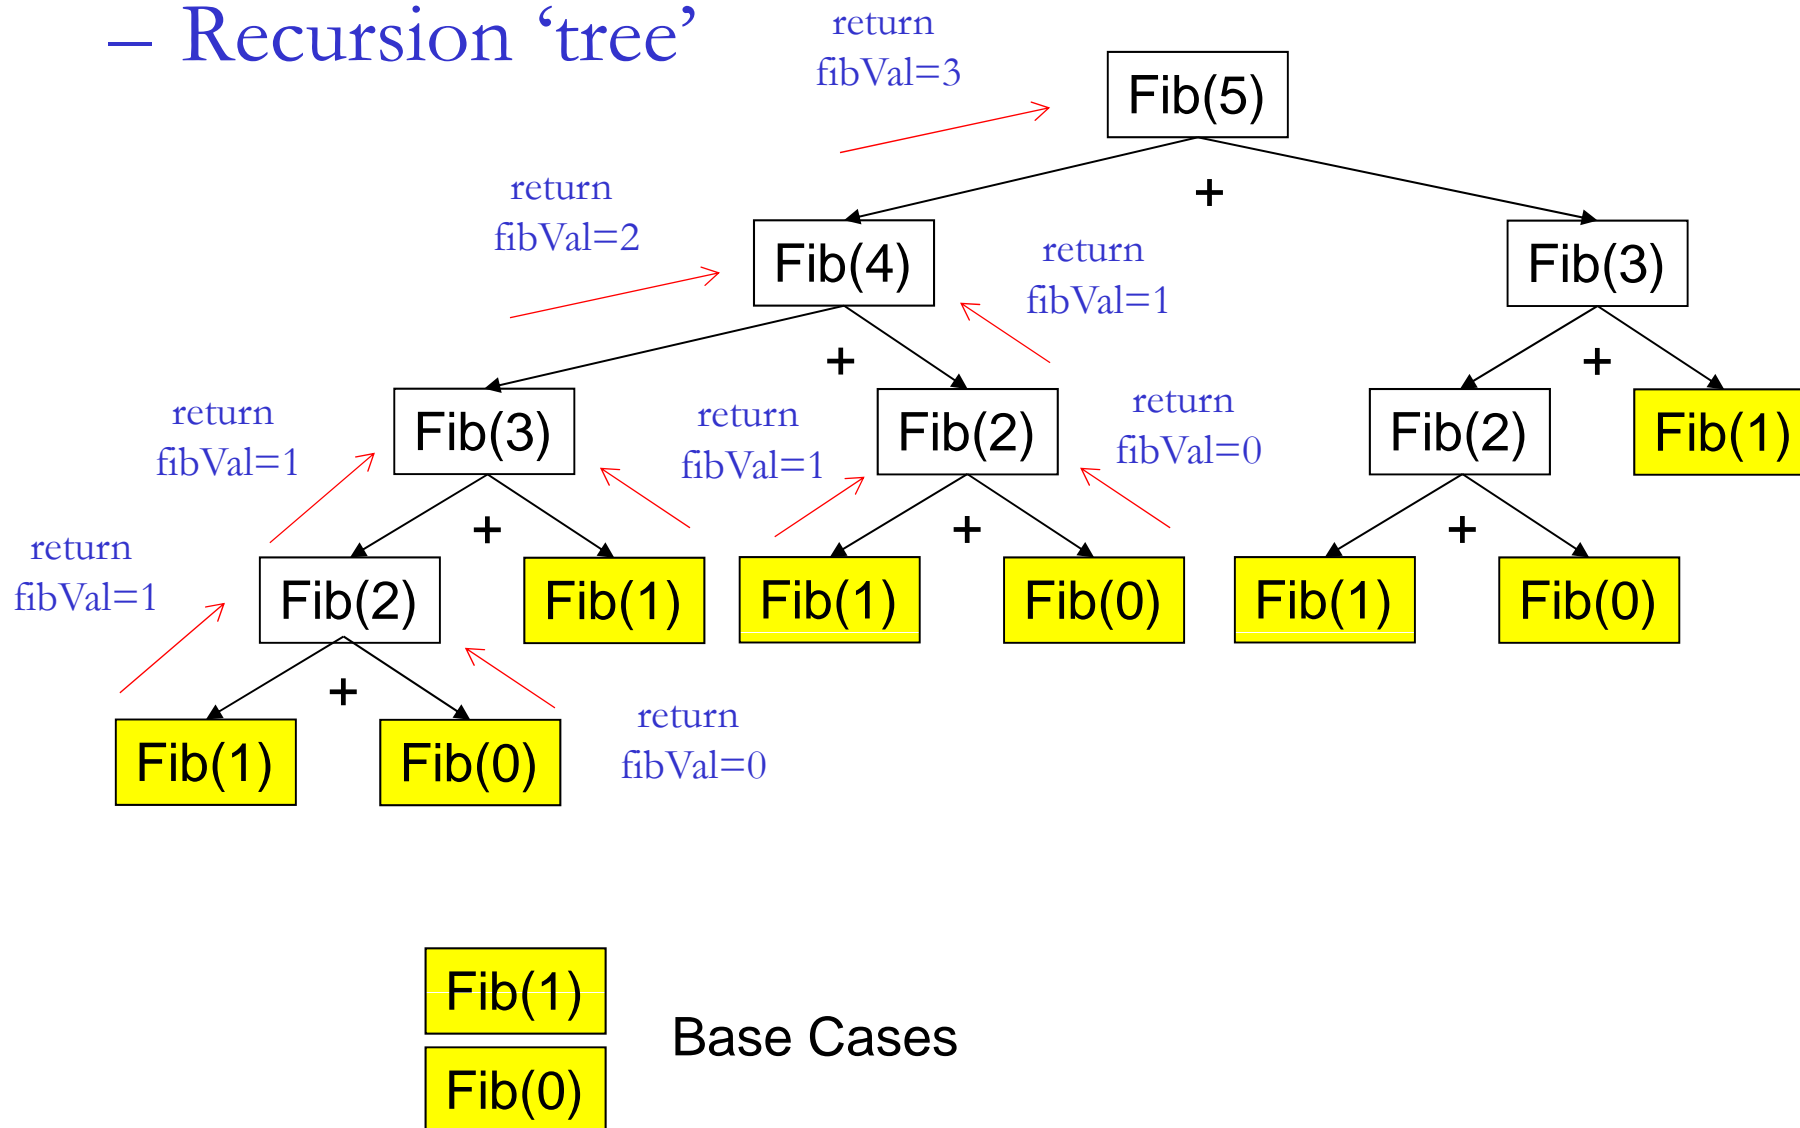 – Recursion ‘tree’
return
fibVal=3
Fib(5)
+
return
fibVal=2
Fib(4)
return
fibVal=1
Fib(3)
+
+
return
fibVal=1
Fib(3)
return
fibVal=1
Fib(2)
return
fibVal=0
Fib(2)
Fib(1)
+
+
+
return
fibVal=1
Fib(2)
Fib(1)
Fib(1)
Fib(0)
Fib(1)
Fib(0)
+
Fib(1)
Fib(0)
return
fibVal=0
Fib(1)
Base Cases
Fib(0)